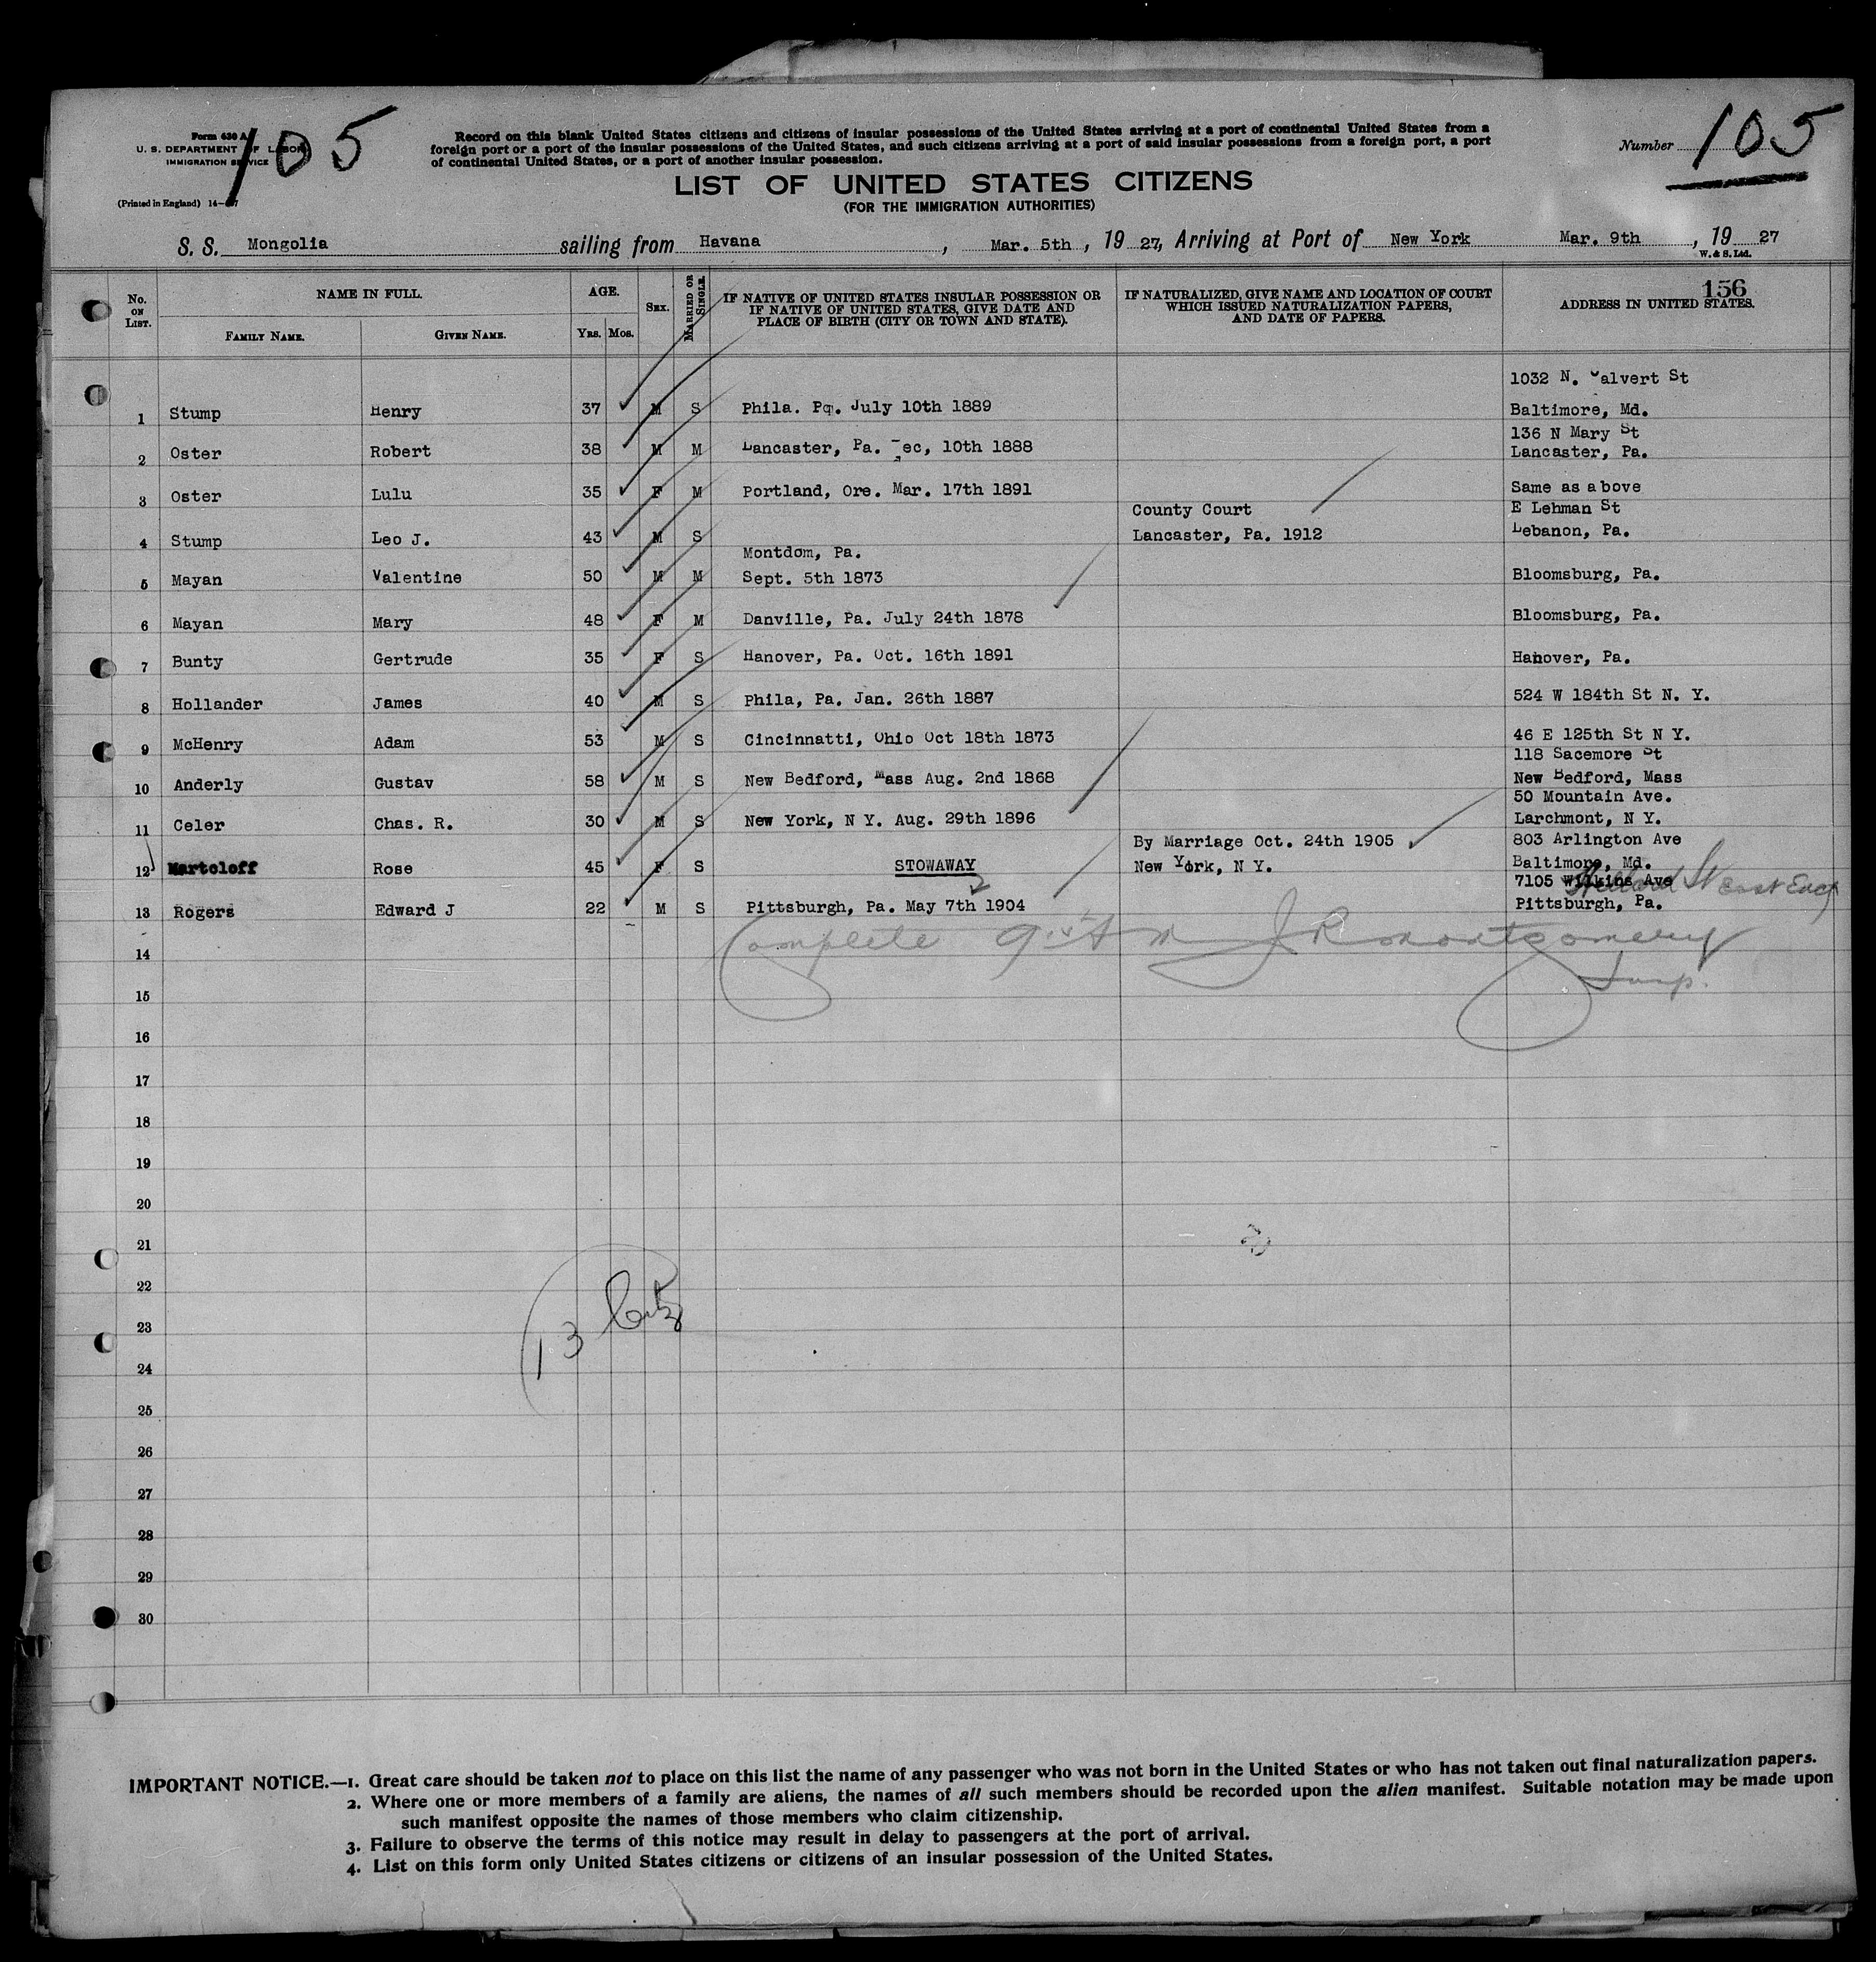 Form 630 A
U. S. DEPARTMENT OF LABOR
IMMIGRATION SERVICE
(Printed in England)
105
Record on this blank United States citizens and citizens of insular possessions of the United States arriving at a port of continental United States from a
foreign port or a port of the insular possessions of the United States, and such citizens arriving at a port of said insular possessions from a foreign port, a port
of continental United States, or a port of another insular possession.
Number 105
LIST OF UNITED STATES CITIZENS
(FOR THE IMMIGRATION AUTHORITIES)
S. S. Mongolia sailing from Havana, Mar. 5th, 19 27, Arriving at Port of New York Mar. 9th, 19 27
W. & S. Ltd.
156
No. ON LIST. NAME IN FULL. AGE. SEX. MARRIED OR SINGLE. IF NATIVE OF UNITED STATES INSULAR POSSESSION OR IF NATIVE OF UNITED STATES, GIVE DATE AND PLACE OF BIRTH (CITY OR TOWN AND STATE). IF NATURALIZED, GIVE NAME AND LOCATION OF COURT WHICH ISSUED NATURALIZATION PAPERS, AND DATE OF PAPERS. ADDRESS IN UNITED STATES.
FAMILY NAME. GIVEN NAME. YRS. MOS.
1032 N. Calvert St
1 Stump Henry 37 M S Phila. Pa. July 10th 1889 Baltimore, Md.
136 N Mary St
2 Oster Robert 38 M M Lancaster, Pa. Dec, 10th 1888 Lancaster, Pa.
3 Oster Lulu 35 F M Portland, Ore. Mar. 17th 1891 Same as above
County Court E Lehman St
4 Stump Leo J. 43 M S Lancaster, Pa. 1912 Lebanon, Pa.
Montdom, Pa.
5 Mayan Valentine 50 M M Sept. 5th 1873 Bloomsburg, Pa.
6 Mayan Mary 48 F M Danville, Pa. July 24th 1878 Bloomsburg, Pa.
7 Bunty Gertrude 35 F S Hanover, Pa. Oct. 16th 1891 Hanover, Pa.
8 Hollander James 40 M S Phila, Pa. Jan. 26th 1887 524 W 184th St N. Y.
9 McHenry Adam 53 M S Cincinnatti, Ohio Oct 18th 1873 46 E 125th St N Y.
118 Sacemore St
10 Anderly Gustav 58 M S New Bedford, Mass Aug. 2nd 1868 New Bedford, Mass
50 Mountain Ave.
11 Celer Chas. R. 30 M S New York, N Y. Aug. 29th 1896 Larchmont, N Y.
By Marriage Oct. 24th 1905 803 Arlington Ave
12 Martoloff Rose 45 F S STOWAWAY New York, N Y. Baltimore, Md.
7105 Wilkins Ave St East End
13 Rogers Edward J 22 M S Pittsburgh, Pa. May 7th 1904 Pittsburgh, Pa.
Complete J R Montgomery
Insp.
14
15
16
17
18
19
20
21
22
23
13 Citz
24
25
26
27
28
29
30
IMPORTANT NOTICE.—1. Great care should be taken not to place on this list the name of any passenger who was not born in the United States or who has not taken out final naturalization papers.
2. Where one or more members of a family are aliens, the names of all such members should be recorded upon the alien manifest. Suitable notation may be made upon
such manifest opposite the names of those members who claim citizenship.
3. Failure to observe the terms of this notice may result in delay to passengers at the port of arrival.
4. List on this form only United States citizens or citizens of an insular possession of the United States.